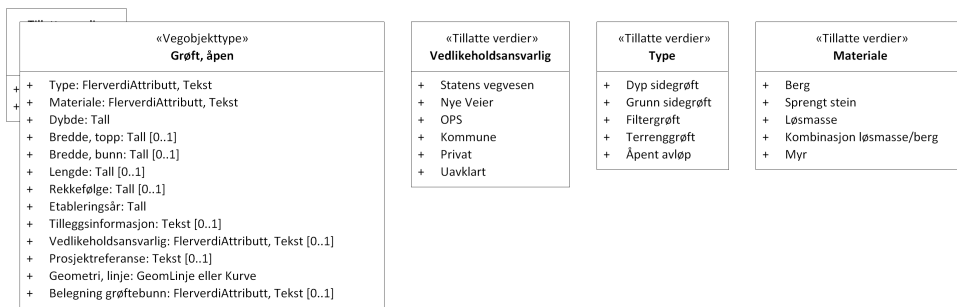 «Vegobjekttype»
Grøft, åpen
+ Type: FlerverdiAttributt, Tekst
+ Materiale: FlerverdiAttributt, Tekst
+ Dybde: Tall
+ Bredde, topp: Tall [0..1]
+ Bredde, bunn: Tall [0..1]
+ Lengde: Tall [0..1]
+ Rekkefølge: Tall [0..1]
+ Etableringsår: Tall
+ Tilleggsinformasjon: Tekst [0..1]
+ Vedlikeholdsansvarlig: FlerverdiAttributt, Tekst [0..1]
+ Prosjektreferanse: Tekst [0..1]
+ Geometri, linje: GeomLinje eller Kurve
+ Belegning grøftebunn: FlerverdiAttributt, Tekst [0..1]
+
+
«Tillatte verdier»
Vedlikeholdsansvarlig
+ Statens vegvesen
+ Nye Veier
+ OPS
+ Kommune
+ Privat
+ Uavklart
«Tillatte verdier»
Type
+ Dyp sidegrøft
+ Grunn sidegrøft
+ Filtergrøft
+ Terrenggrøft
+ Åpent avløp
«Tillatte verdier»
Materiale
+ Berg
+ Sprengt stein
+ Løsmasse
+ Kombinasjon løsmasse/berg
+ Myr